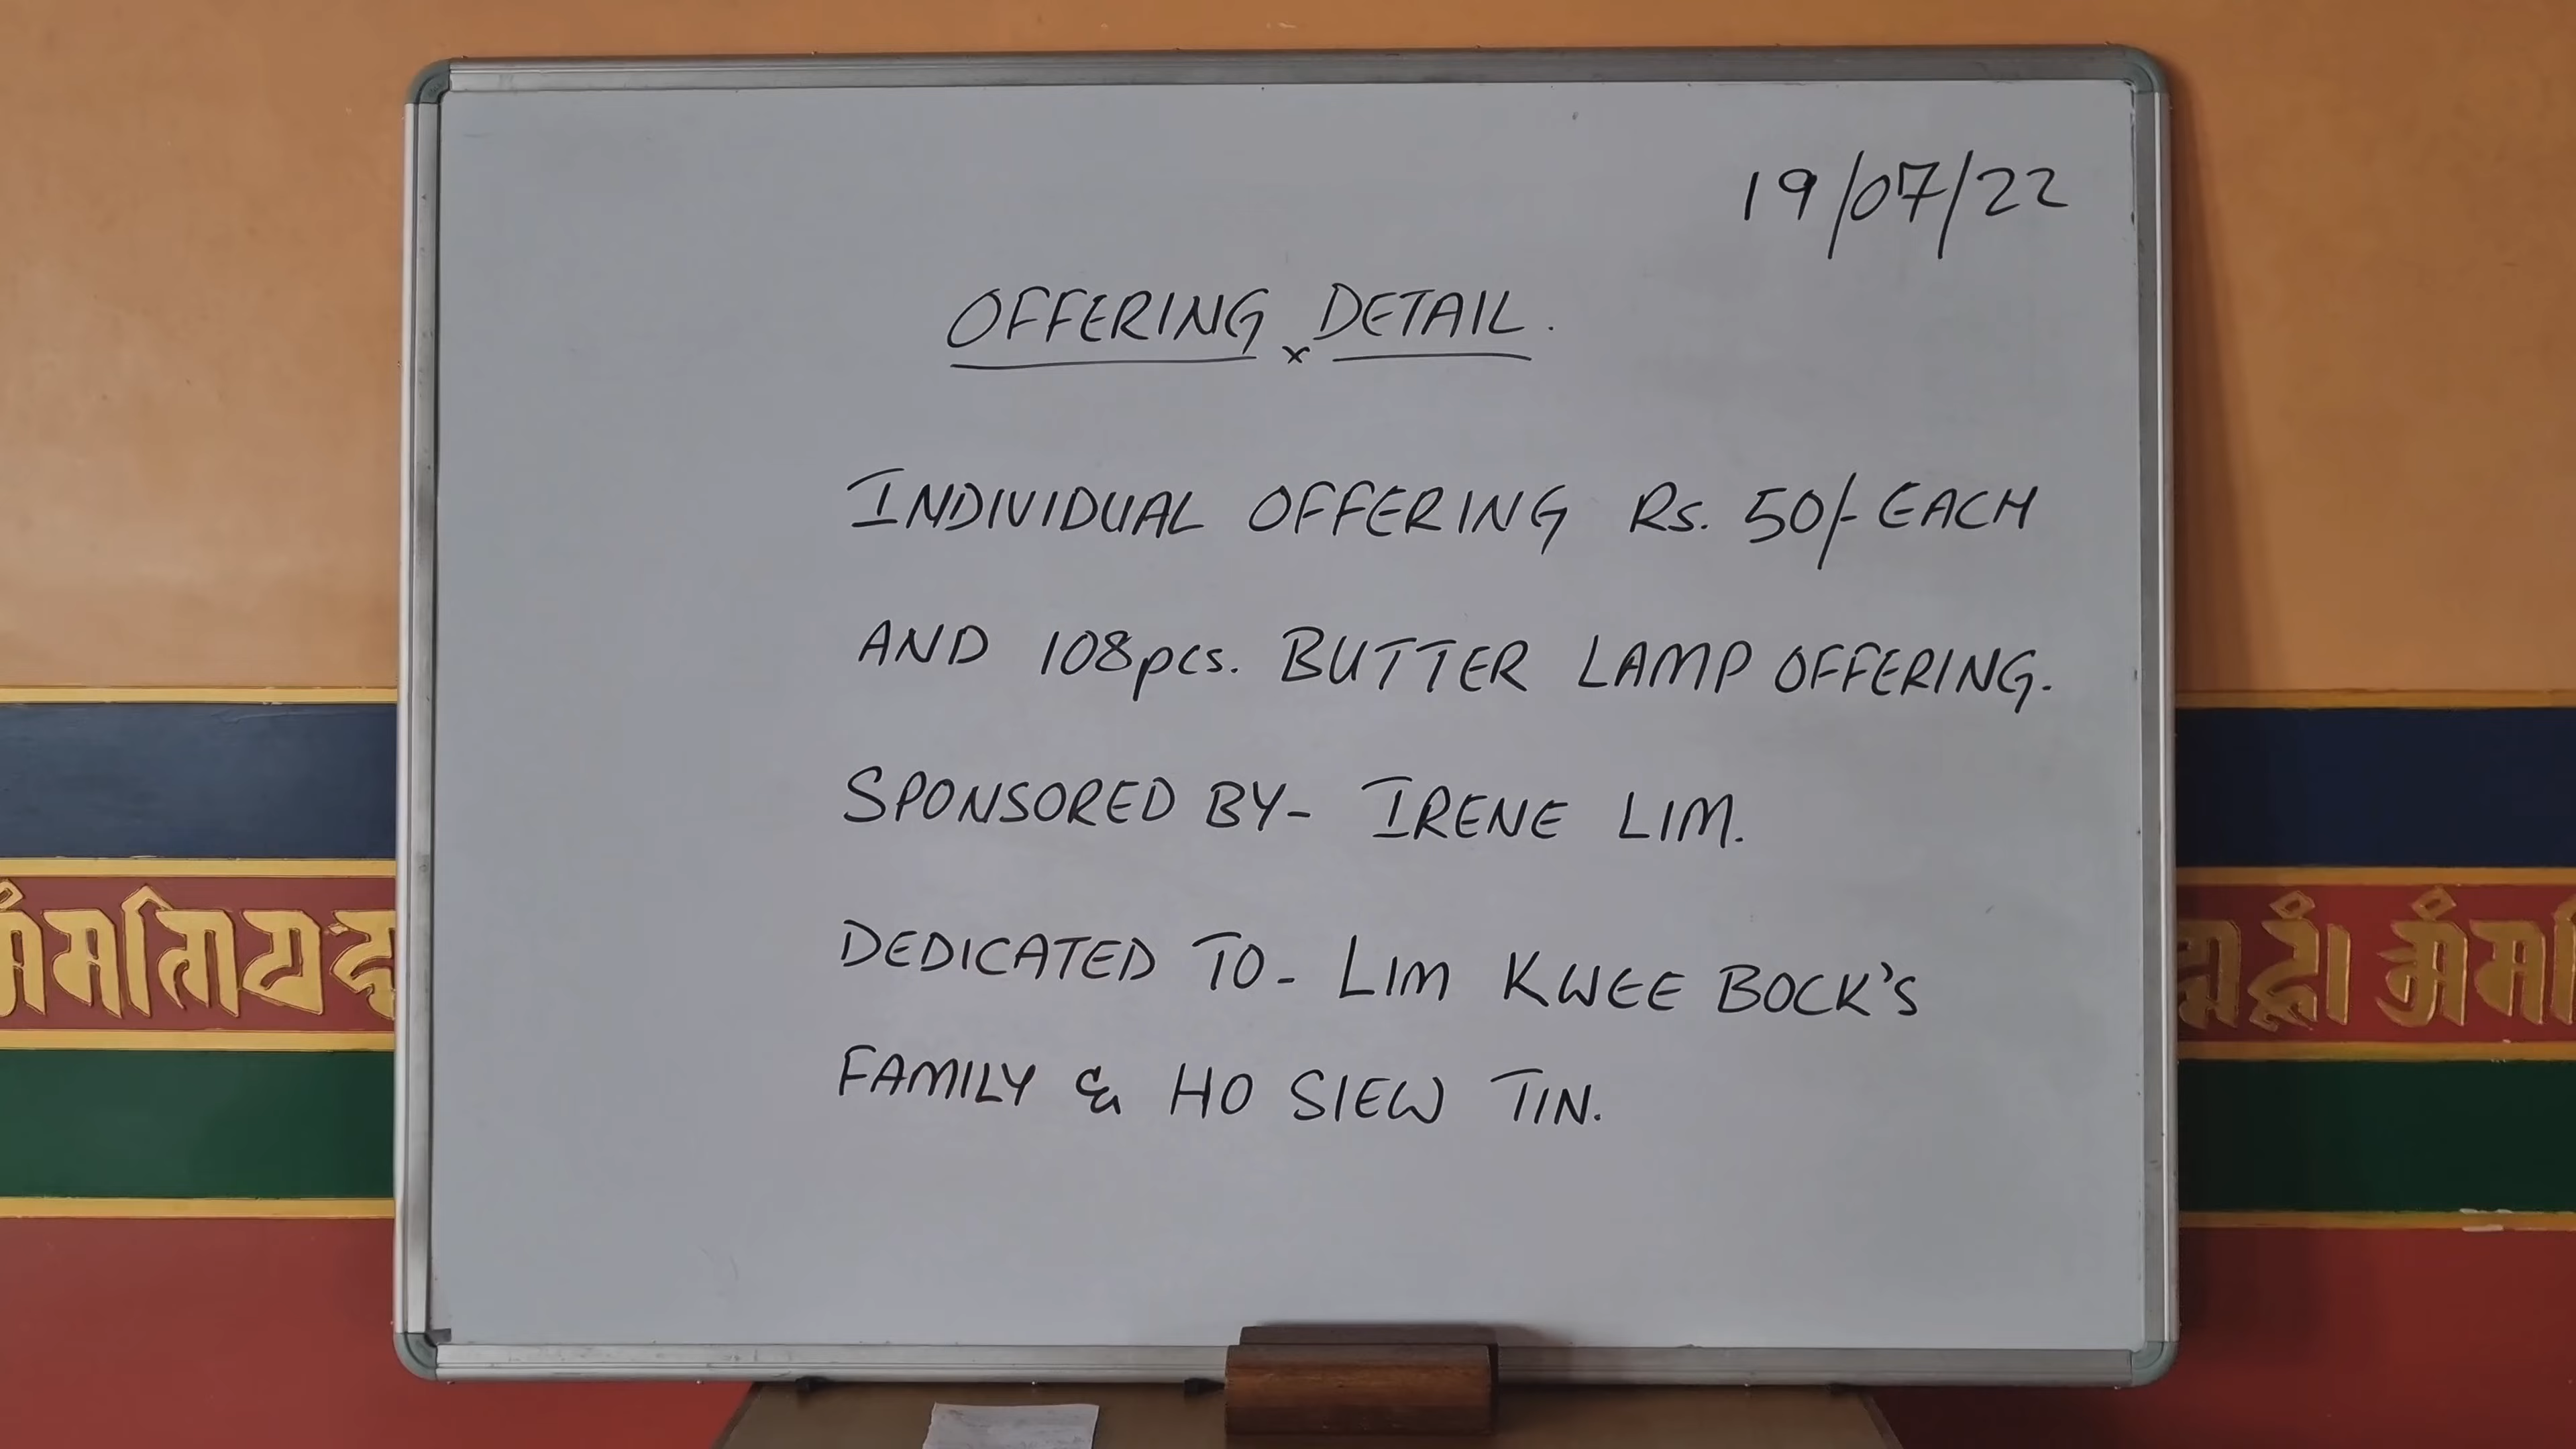 19/07/22
OFFERING x DETAIL.
INDIVIDUAL OFFERING Rs. 50/- EACH
AND 108pcs. BUTTER LAMP OFFERING.
SPONSORED BY- IRENE LIM.
DEDICATED TO- LIM KWEE BOCK'S
FAMILY & HO SIEW TIN.